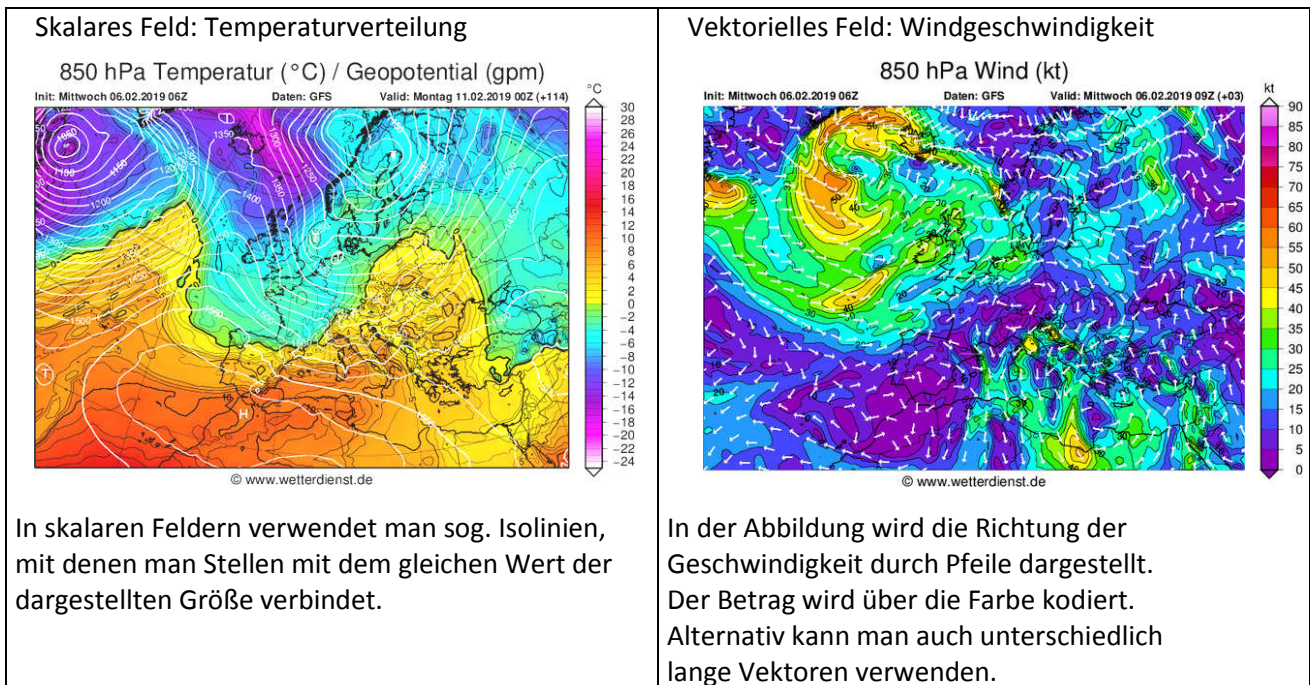 Skalares Feld: Temperaturverteilung
850 hPa Temperatur (°C) / Geopotential (gpm)
Init: Mittwoch 06.02.2019 06Z Daten: GFS Valid: Montag 11.02.2019 00Z (+114)
°C
30
28
26
24
22
20
18
16
14
12
10
8
6
4
2
0
−2
−4
−6
−8
−10
−12
−14
−16
−18
−20
−22
−24
T
H
© www.wetterdienst.de
In skalaren Feldern verwendet man sog. Isolinien,
mit denen man Stellen mit dem gleichen Wert der
dargestellten Größe verbindet.
Vektorielles Feld: Windgeschwindigkeit
850 hPa Wind (kt)
Init: Mittwoch 06.02.2019 06Z Daten: GFS Valid: Mittwoch 06.02.2019 09Z (+03)
kt
90
85
80
75
70
65
60
55
50
45
40
35
30
25
20
15
10
5
0
© www.wetterdienst.de
In der Abbildung wird die Richtung der
Geschwindigkeit durch Pfeile dargestellt.
Der Betrag wird über die Farbe kodiert.
Alternativ kann man auch unterschiedlich
lange Vektoren verwenden.